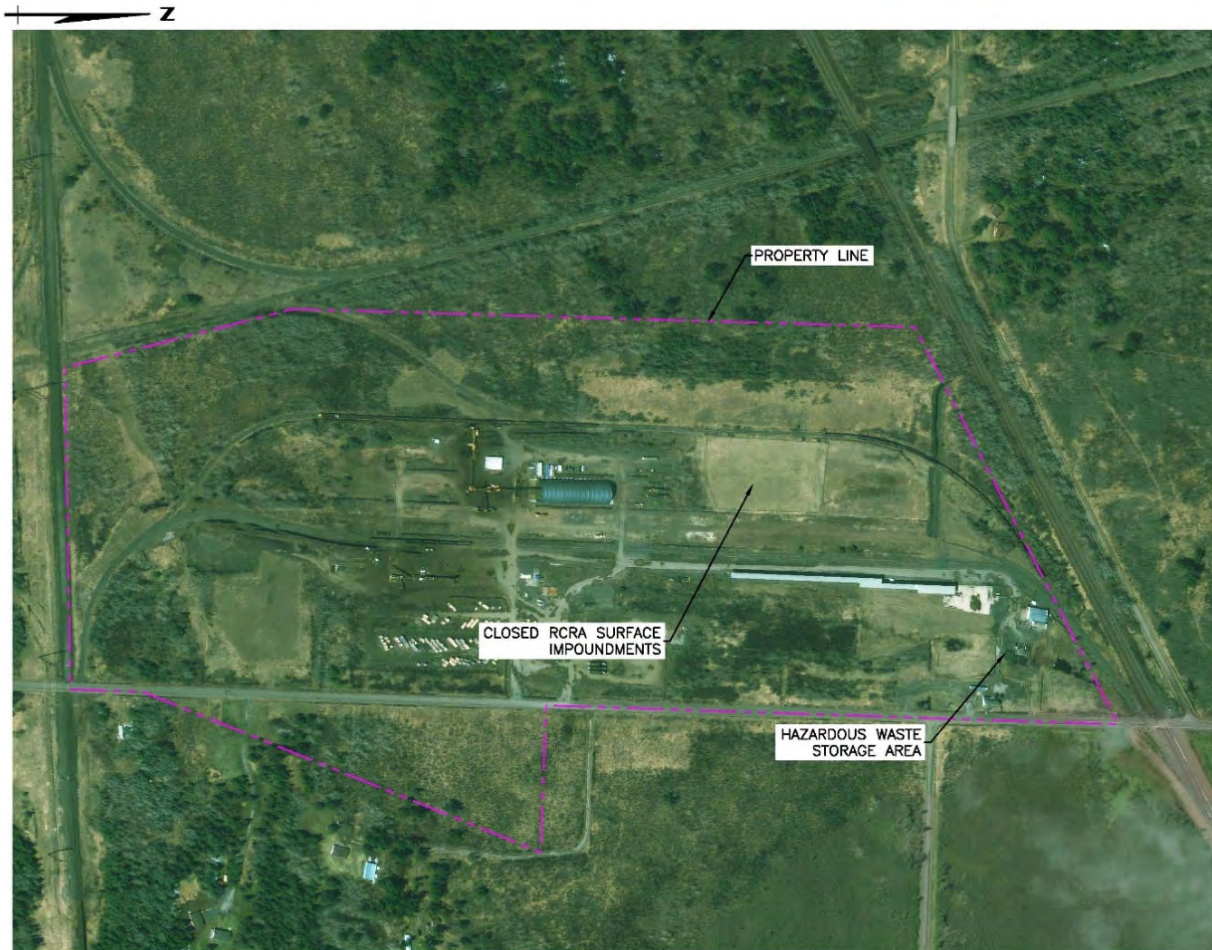 N
PROPERTY LINE
CLOSED RCRA SURFACE
IMPOUNDMENTS
HAZARDOUS WASTE
STORAGE AREA